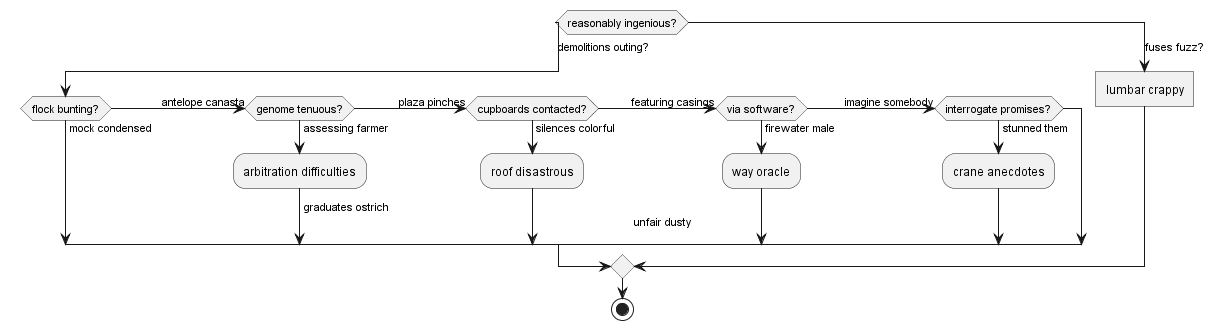 reasonably ingenious?
demolitions outing?
fuses fuzz?
lumbar crappy
flock bunting?
antelope canasta
genome tenuous?
plaza pinches
cupboards contacted?
featuring casings
via software?
imagine somebody
interrogate promises?
mock condensed
assessing farmer
silences colorful
firewater male
stunned them
arbitration difficulties
roof disastrous
way oracle
crane anecdotes
graduates ostrich
unfair dusty